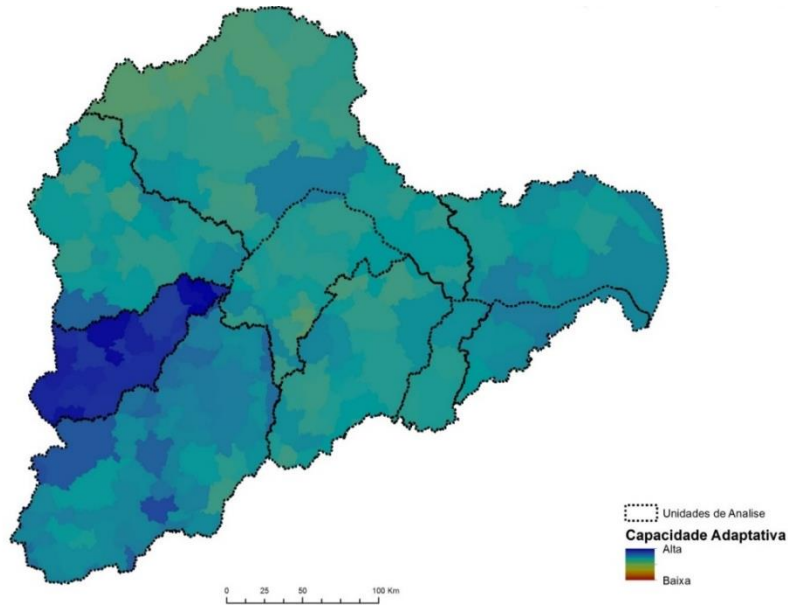 Unidades de Analise
Capacidade Adaptativa
Alta
Baixa
0 25 50 100 Km